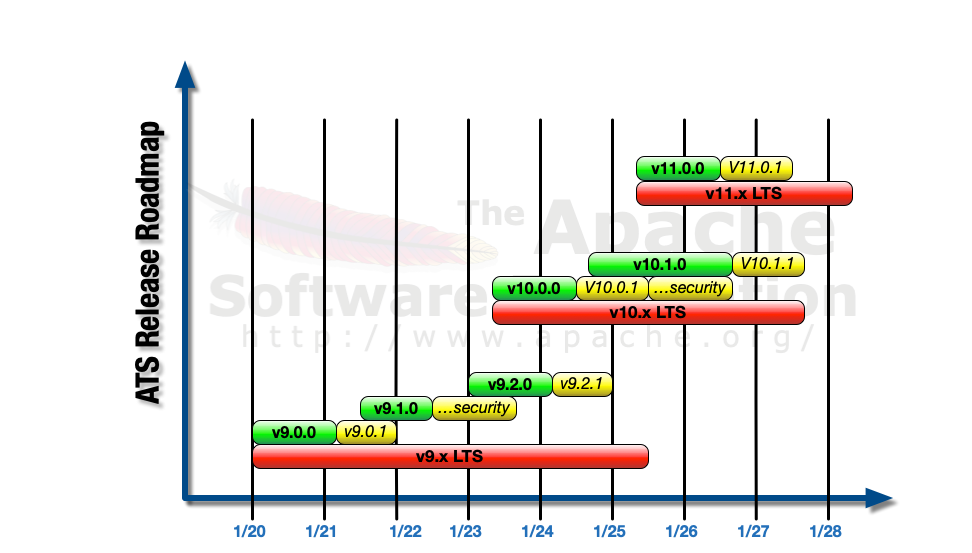 ATS Release Roadmap
v11.0.0 V11.0.1
v11.x LTS
The Apache
v10.1.0 V10.1.1
v10.0.0 V10.0.1 ...security
Software
v10.x LTS
http://www.apache.org/
v9.2.0 v9.2.1
v9.1.0 ...security
v9.0.0 v9.0.1
v9.x LTS
1/20 1/21 1/22 1/23 1/24 1/25 1/26 1/27 1/28